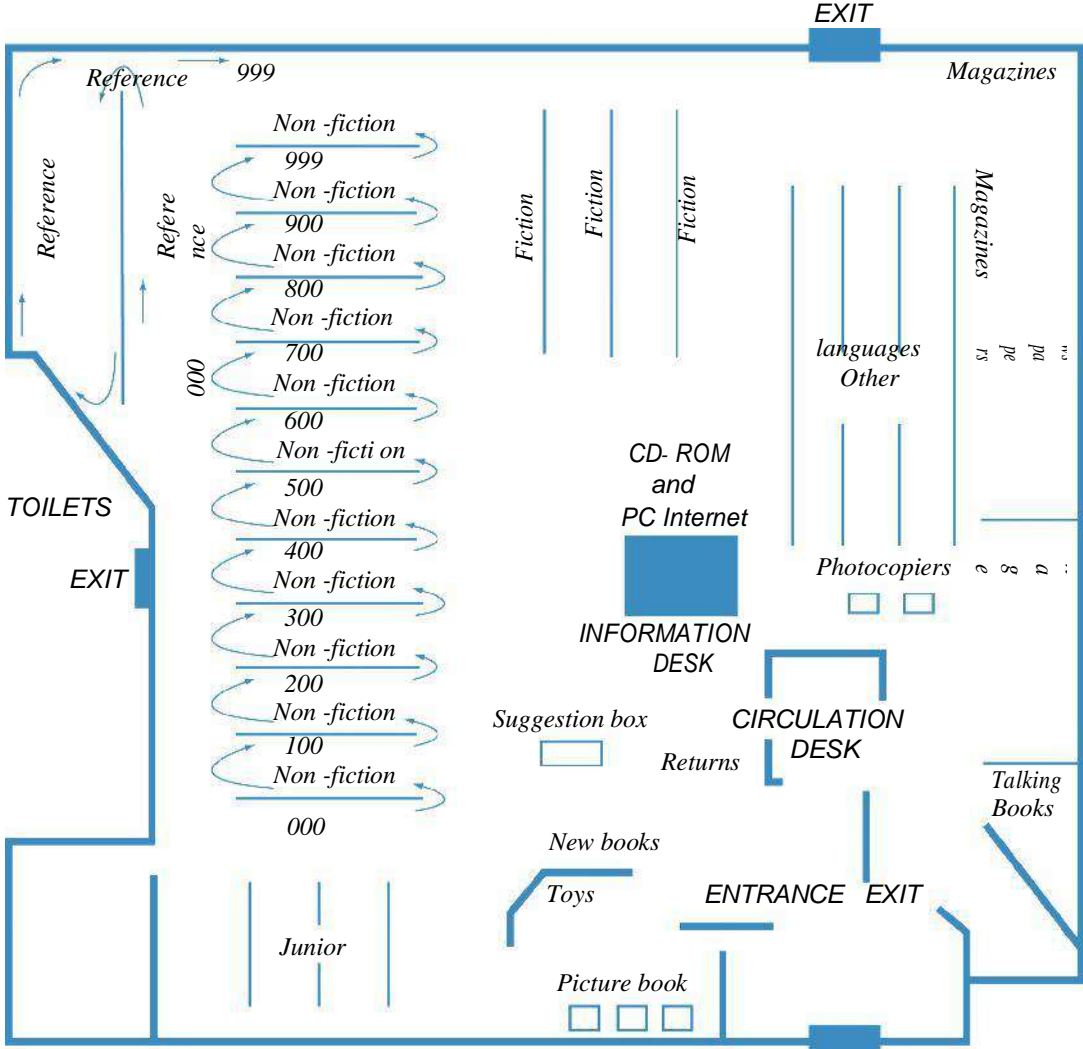 EXIT
Magazines
Reference
999
Reference
Refere
nce
000
Non -fiction
999
Non -fiction
900
Non -fiction
800
Non -fiction
700
Non -fiction
600
Non -ficti on
500
Non -fiction
400
Non -fiction
300
Non -fiction
200
Non -fiction
100
Non -fiction
000
Fiction
Fiction
Fiction
Magazines
languages
Other
rs
pe
pa
CD- ROM
and
PC Internet
TOILETS
EXIT
Photocopiers
e
g
a
INFORMATION
DESK
Suggestion box
CIRCULATION
DESK
Returns
Talking
Books
New books
Toys
ENTRANCE
EXIT
Junior
Picture book